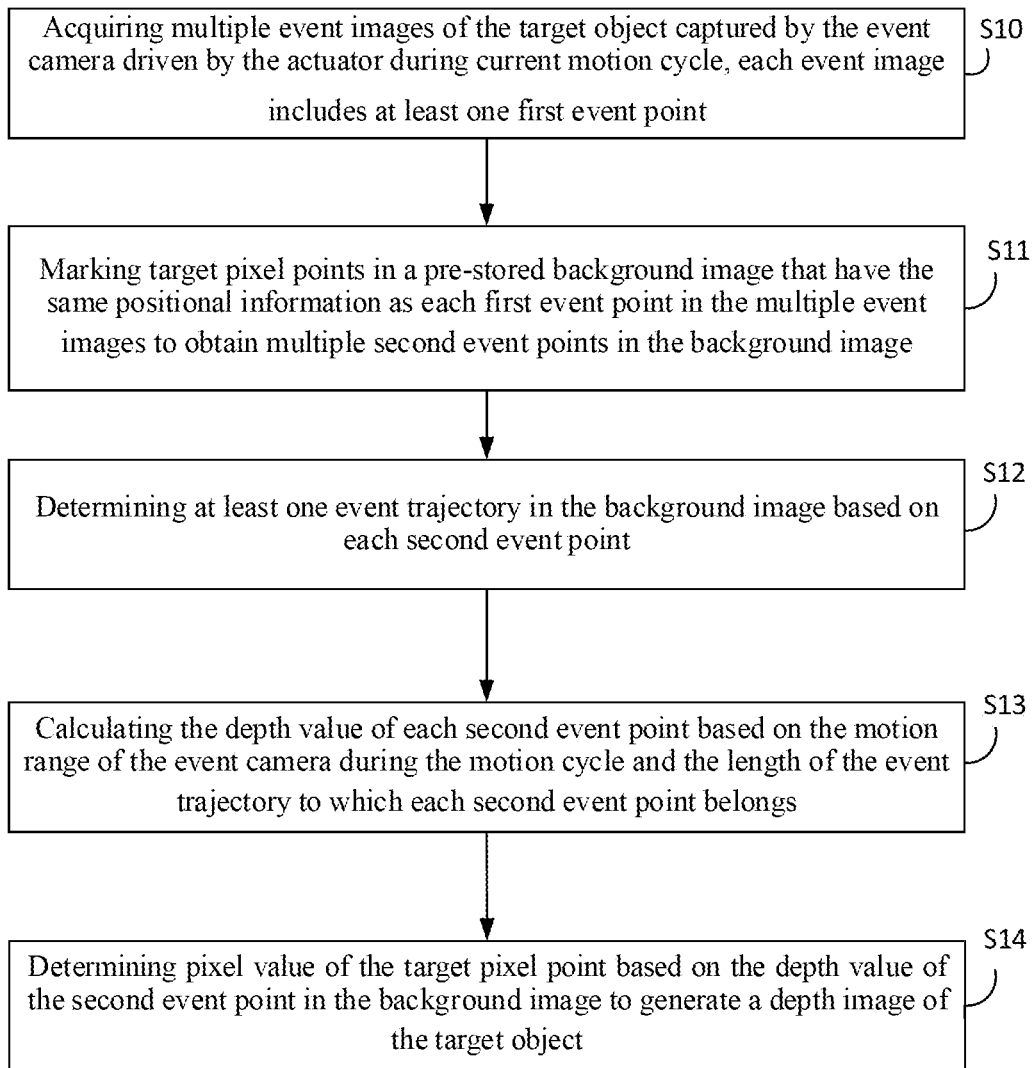 Acquiring multiple event images of the target object captured by the event
camera driven by the actuator during current motion cycle, each event image
includes at least one first event point
S10
Marking target pixel points in a pre-stored background image that have the
same positional information as each first event point in the multiple event
images to obtain multiple second event points in the background image
S11
Determining at least one event trajectory in the background image based on
each second event point
S12
Calculating the depth value of each second event point based on the motion
range of the event camera during the motion cycle and the length of the event
trajectory to which each second event point belongs
S13
Determining pixel value of the target pixel point based on the depth value of
the second event point in the background image to generate a depth image of
the target object
S14